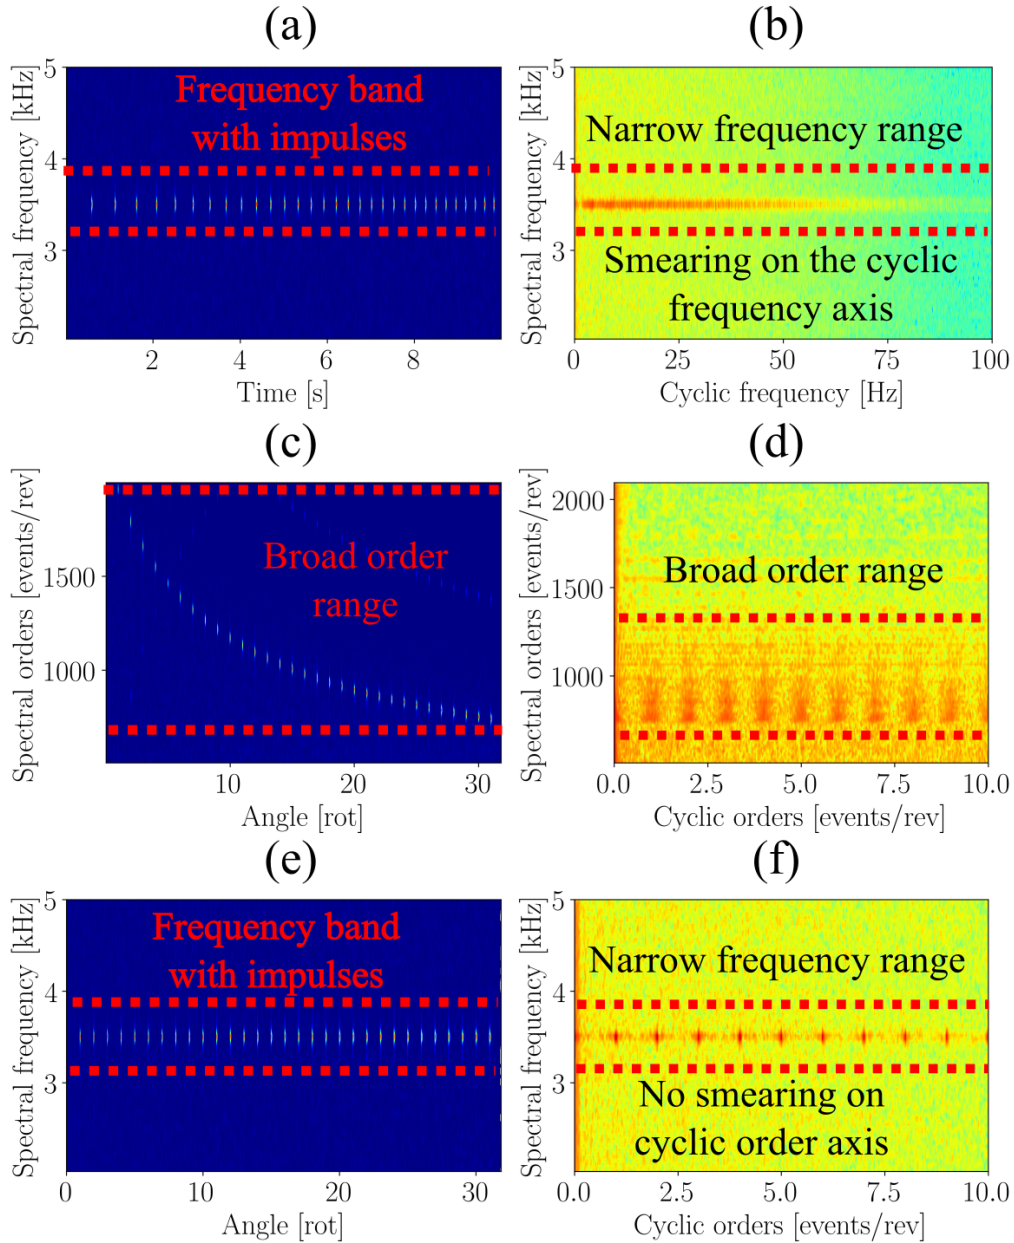 (a)
(b)
Spectral frequency [kHz]
5
4
3
Frequency band
with impulses
2
4
6
8
Time [s]
Spectral frequency [kHz]
5
4
3
Narrow frequency range
Smearing on the cyclic
frequency axis
0
25
50
75
100
Cyclic frequency [Hz]
(c)
(d)
Spectral orders [events/rev]
1500
1000
Broad order
range
10
20
30
Angle [rot]
Spectral orders [events/rev]
2000
1500
1000
Broad order range
0.0
2.5
5.0
7.5
10.0
Cyclic orders [events/rev]
(e)
(f)
Spectral frequency [kHz]
5
4
3
Frequency band
with impulses
0
10
20
30
Angle [rot]
Spectral frequency [kHz]
5
4
3
Narrow frequency range
No smearing on
cyclic order axis
0.0
2.5
5.0
7.5
10.0
Cyclic orders [events/rev]